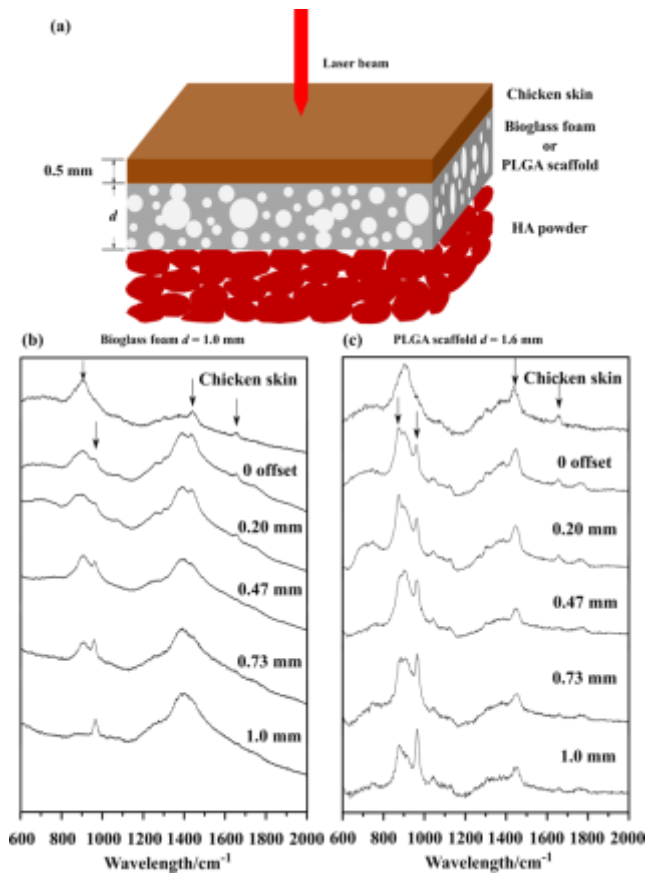 (a)
Laser beam
Chicken skin
Bioglass foam
or
PLGA scaffold
0.5 mm
d
HA powder
(b)
Bioglass foam d = 1.0 mm
Chicken skin
0 offset
0.20 mm
0.47 mm
0.73 mm
1.0 mm
600 800 1000 1200 1400 1600 1800 2000
Wavelength/cm⁻¹
(c)
PLGA scaffold d = 1.6 mm
Chicken skin
0 offset
0.20 mm
0.47 mm
0.73 mm
1.0 mm
600 800 1000 1200 1400 1600 1800 2000
Wavelength/cm⁻¹